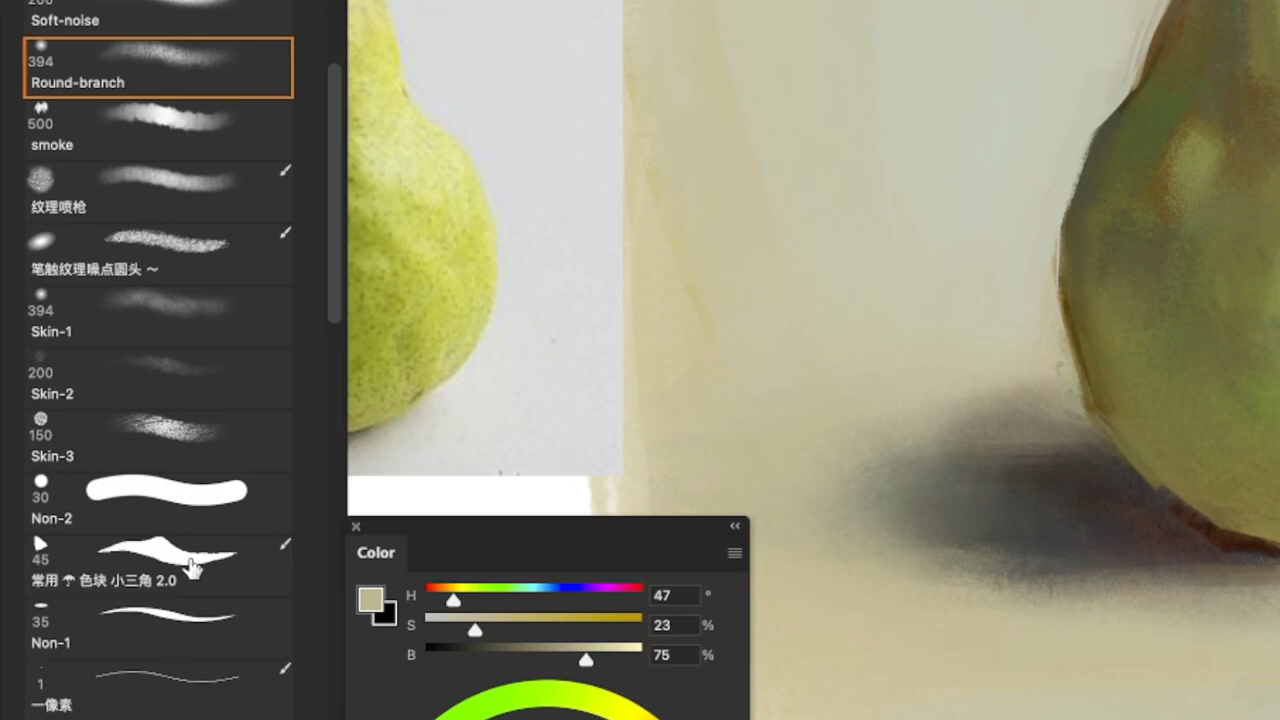 200
Soft-noise
394
Round-branch
500
smoke
纹理喷枪
笔触纹理噪点圆头 ～
394
Skin-1
200
Skin-2
150
Skin-3
30
Non-2
45
常用 ☂ 色块 小三角 2.0
35
Non-1
1
一像素
Color
H 47 °
S 23 %
B 75 %